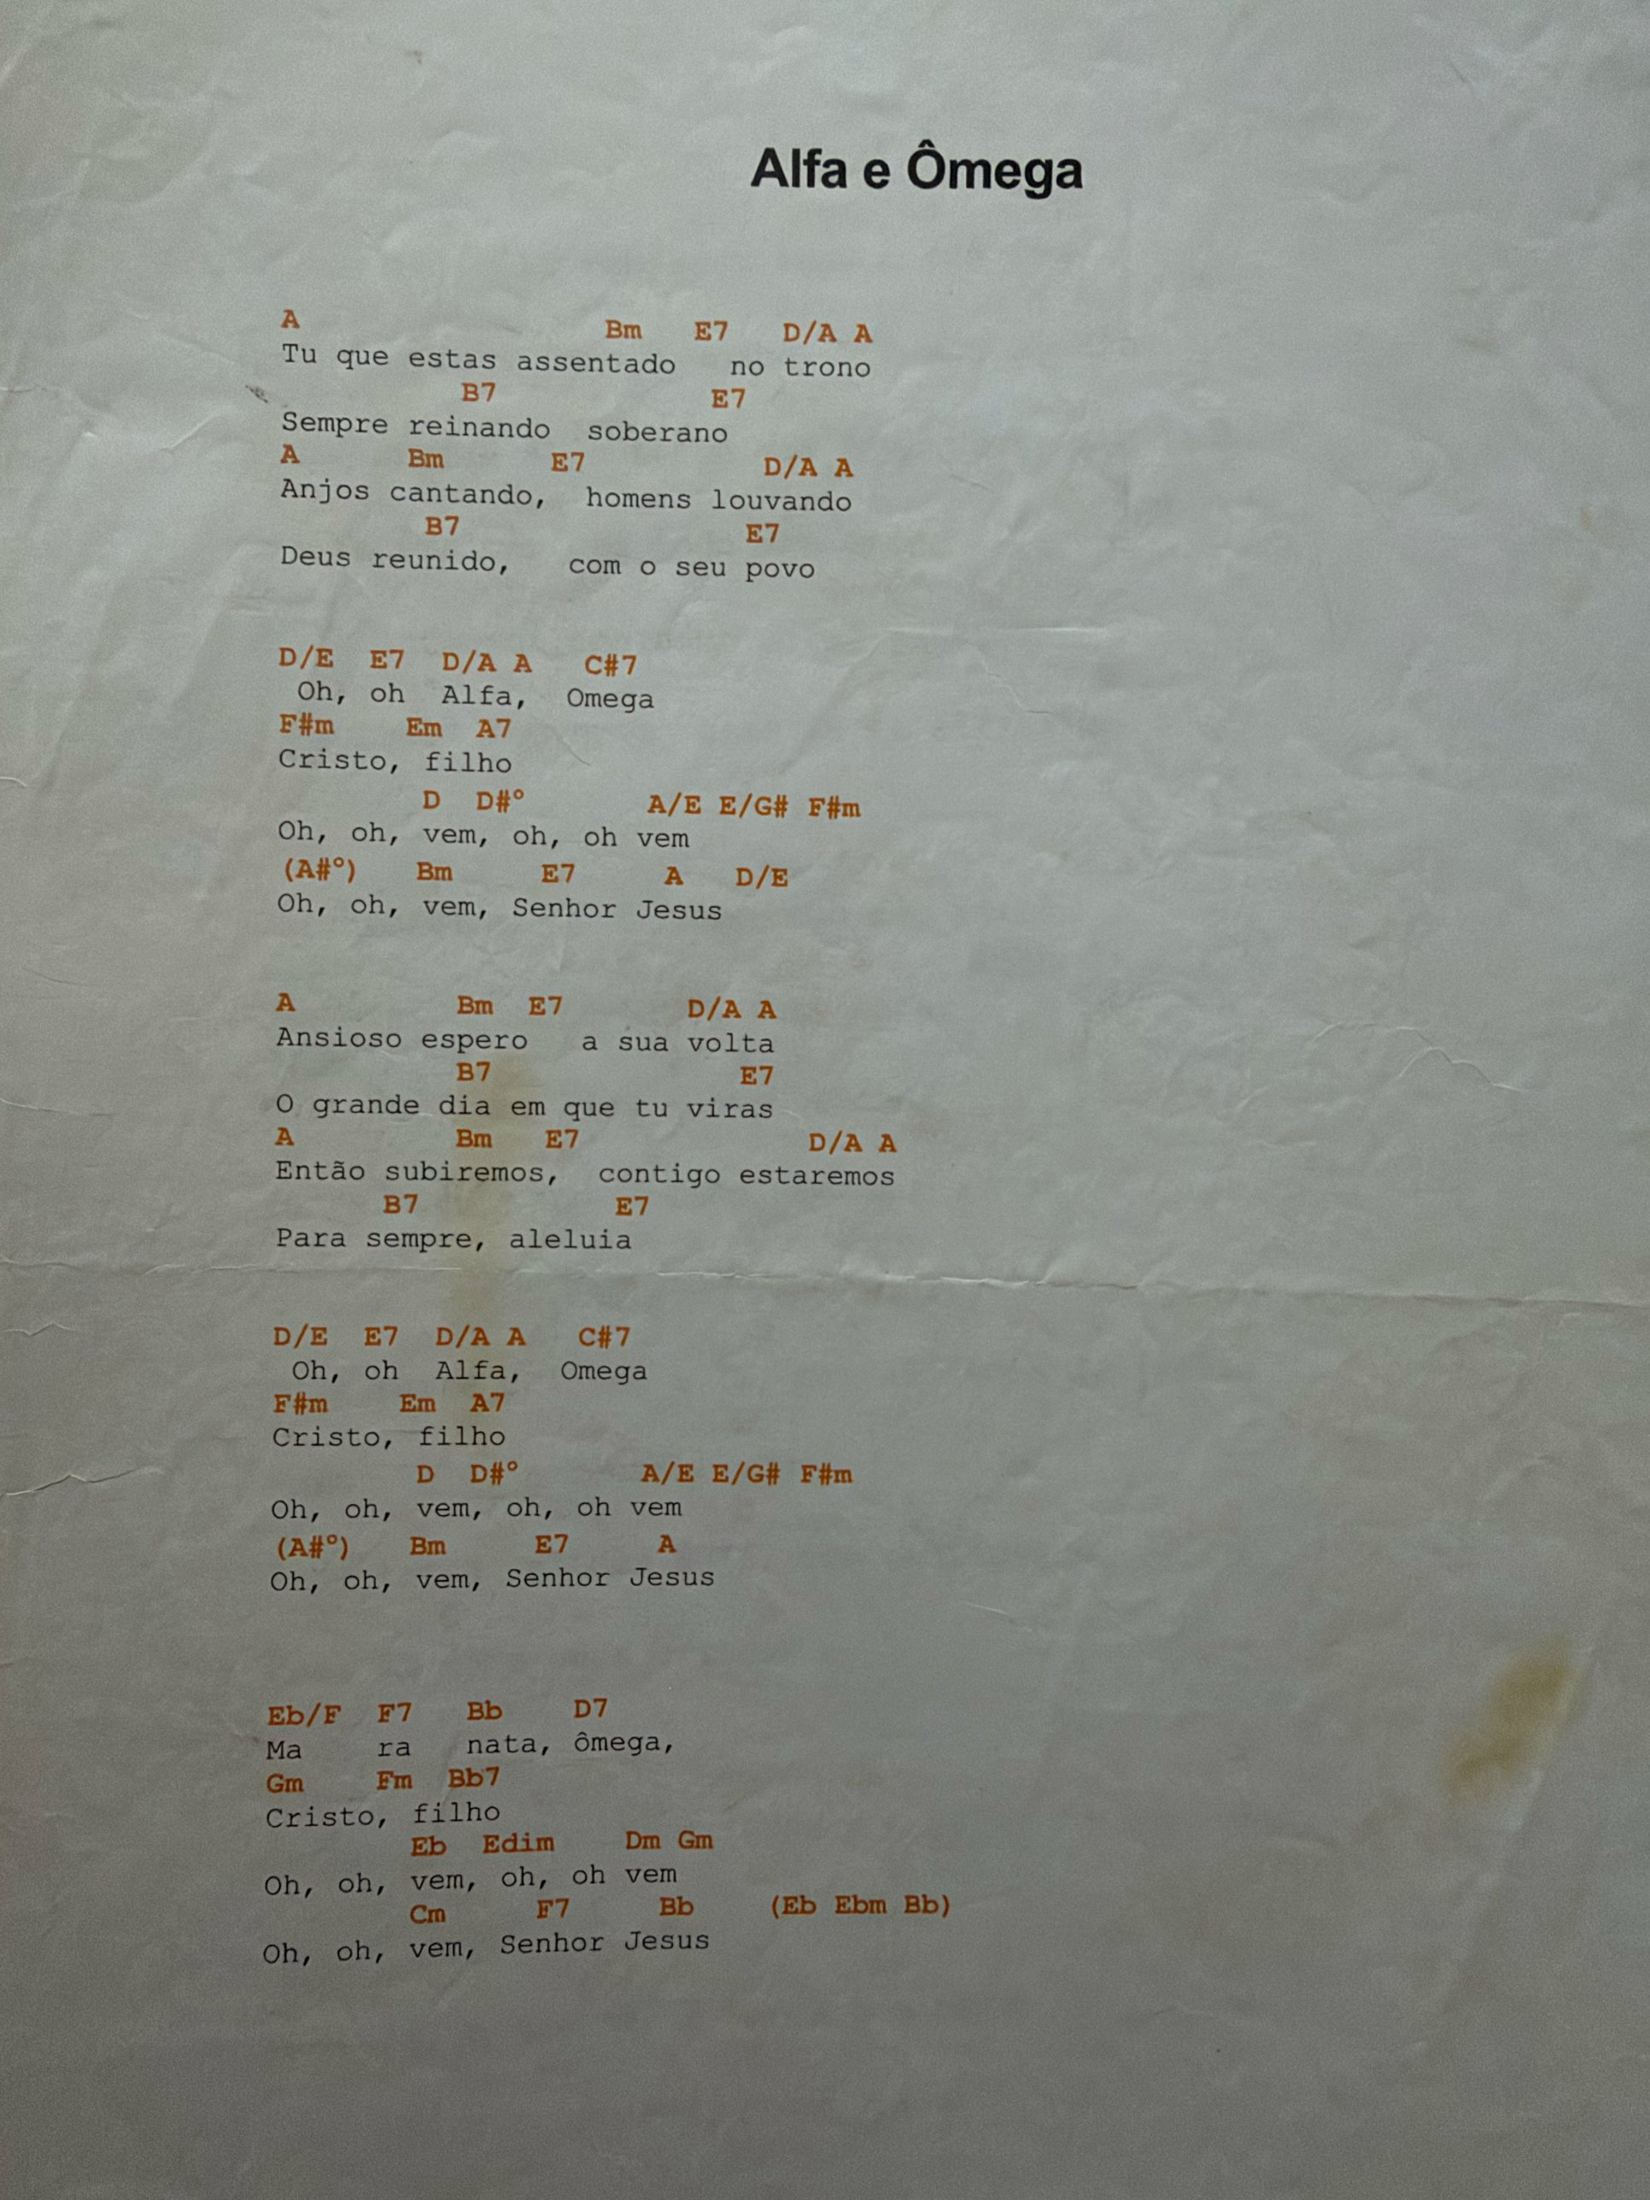 Alfa e Ômega
A Bm E7 D/A A
Tu que estas assentado no trono
B7 E7
Sempre reinando soberano
A Bm E7 D/A A
Anjos cantando, homens louvando
B7 E7
Deus reunido, com o seu povo
D/E E7 D/A A C#7
Oh, oh Alfa, Omega
F#m Em A7
Cristo, filho
D D#° A/E E/G# F#m
Oh, oh, vem, oh, oh vem
(A#°) Bm E7 A D/E
Oh, oh, vem, Senhor Jesus
A Bm E7 D/A A
Ansioso espero a sua volta
B7 E7
O grande dia em que tu viras
A Bm E7 D/A A
Então subiremos, contigo estaremos
B7 E7
Para sempre, aleluia
D/E E7 D/A A C#7
Oh, oh Alfa, Omega
F#m Em A7
Cristo, filho
D D#° A/E E/G# F#m
Oh, oh, vem, oh, oh vem
(A#°) Bm E7 A
Oh, oh, vem, Senhor Jesus
Eb/F F7 Bb D7
Ma ra nata, ômega,
Gm Fm Bb7
Cristo, filho
Eb Edim Dm Gm
Oh, oh, vem, oh, oh vem
Cm F7 Bb (Eb Ebm Bb)
Oh, oh, vem, Senhor Jesus